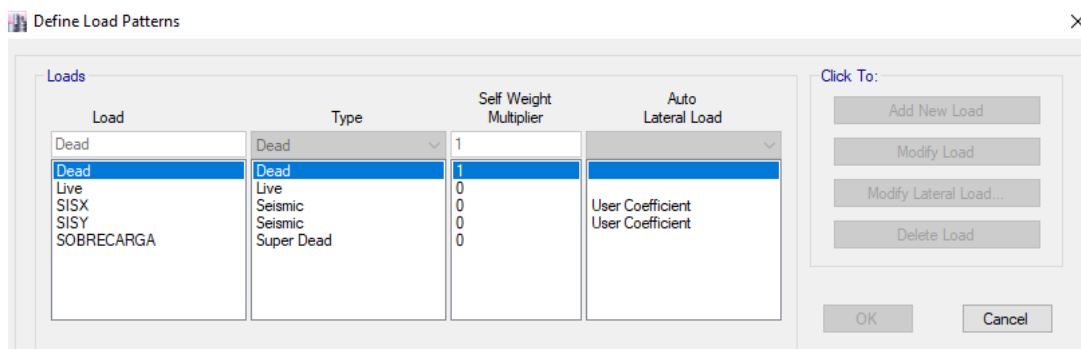 Define Load Patterns
Loads
Click To:
Load Type Self Weight Multiplier Auto Lateral Load
Dead Dead 1
Dead Dead 1
Live Live 0
SISX Seismic 0 User Coefficient
SISY Seismic 0 User Coefficient
SOBRECARGA Super Dead 0
Add New Load
Modify Load
Modify Lateral Load...
Delete Load
OK Cancel